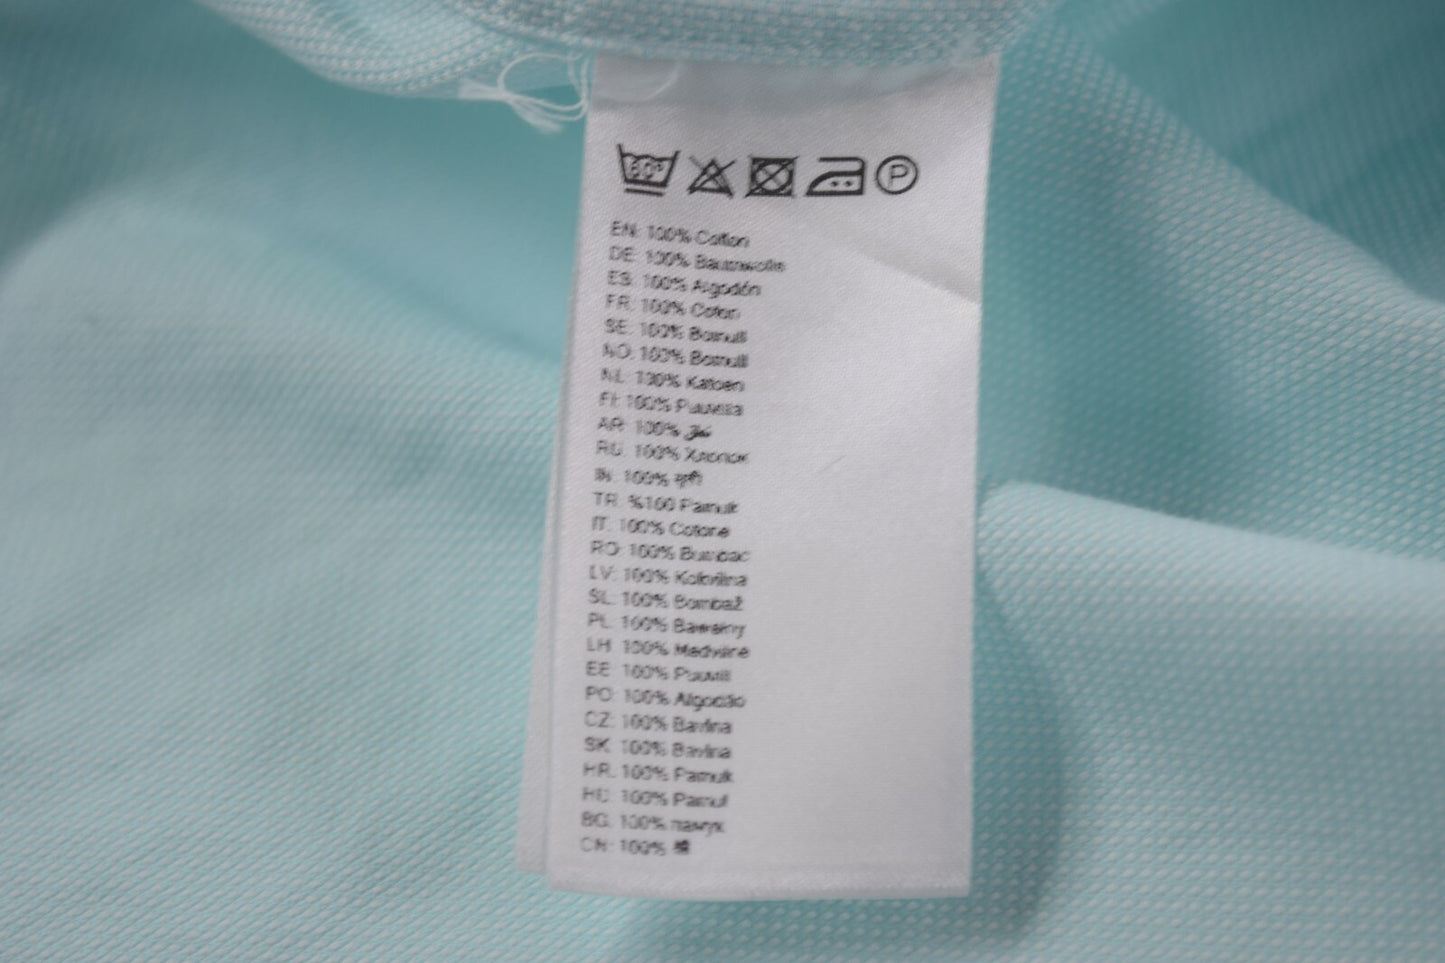 60°
P
EN: 100% Cotton
DE: 100% Baumwolle
ES: 100% Algodón
FR: 100% Coton
SE: 100% Bomull
NO: 100% Bomull
NL: 100% Katoen
FI: 100% Puuvilla
AR: 100%
RU: 100% Хлопок
IN: 100%
TR: %100 Pamuk
IT: 100% Cotone
RO: 100% Bumbac
LV: 100% Kokvilna
SL: 100% Bombaž
PL: 100% Bawełny
LH: 100% Medvilnė
EE: 100% Puuvill
PO: 100% Algodão
CZ: 100% Bavlna
SK: 100% Bavlna
HR: 100% Pamuk
HU: 100% Pamut
BG: 100% памук
CN: 100% 棉